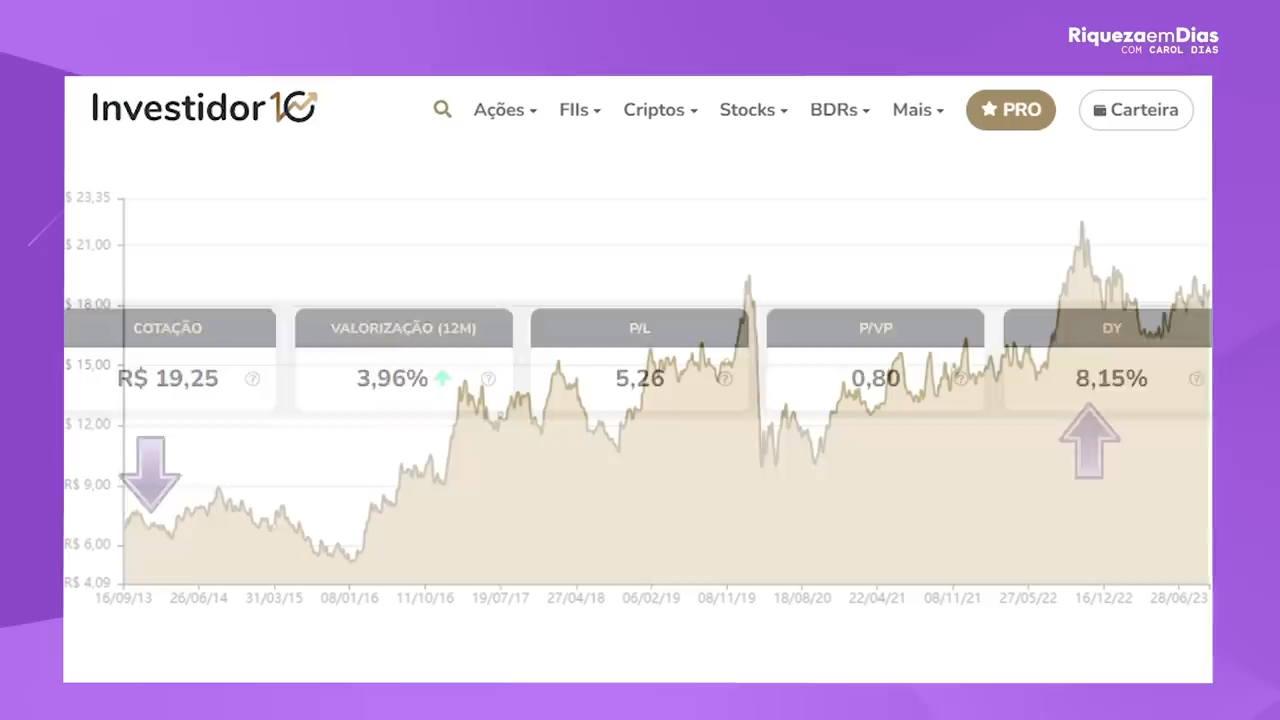 RiquezaemDias
COM CAROL DIAS
Investidor10
Ações FIIs Criptos Stocks BDRs Mais PRO Carteira
$ 23,35
$ 21,00
$ 18,00
COTAÇÃO VALORIZAÇÃO (12M) P/L P/VP DY
$ 15,00
R$ 19,25 3,96% 5,26 0,80 8,15%
$ 12,00
R$ 9,00
R$ 6,00
R$ 4,09
16/09/13 26/06/14 31/03/15 08/01/16 11/10/16 19/07/17 27/04/18 06/02/19 08/11/19 18/08/20 22/04/21 08/11/21 27/05/22 16/12/22 28/06/23